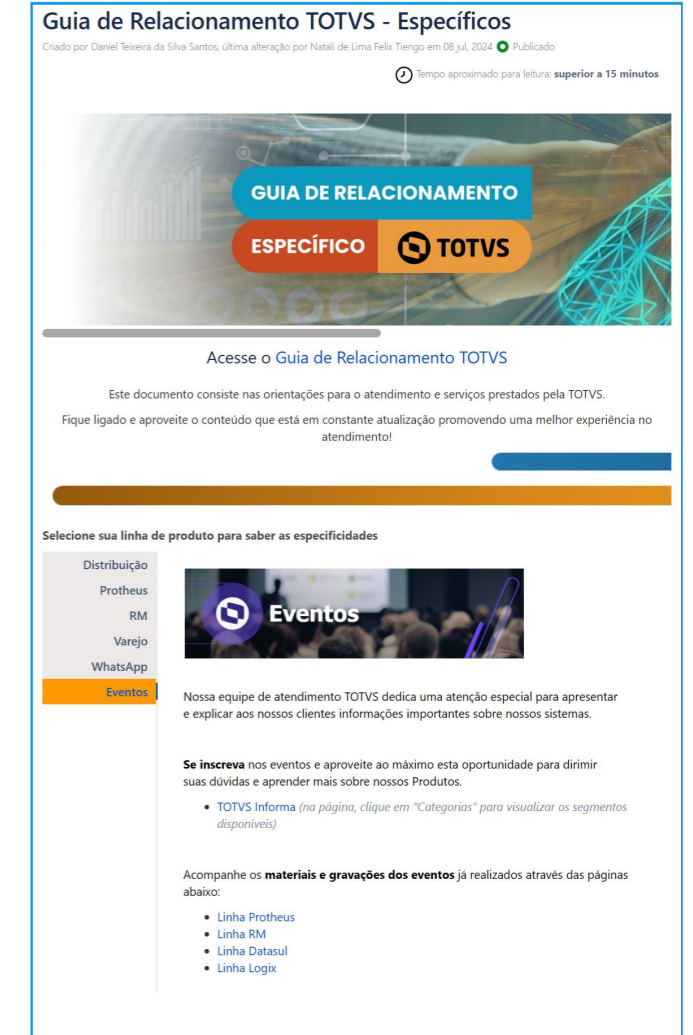 Guia de Relacionamento TOTVS - Específicos
Criado por Daniel Teixeira da Silva Santos, última alteração por Natali de Lima Felix Tiengo em 08 jul, 2024 Publicado
Tempo aproximado para leitura: superior a 15 minutos
GUIA DE RELACIONAMENTO
ESPECÍFICO TOTVS
Acesse o Guia de Relacionamento TOTVS
Este documento consiste nas orientações para o atendimento e serviços prestados pela TOTVS.
Fique ligado e aproveite o conteúdo que está em constante atualização promovendo uma melhor experiência no
atendimento!
Selecione sua linha de produto para saber as especificidades
Distribuição
Protheus
RM
Varejo
WhatsApp
Eventos
Eventos
Nossa equipe de atendimento TOTVS dedica uma atenção especial para apresentar
e explicar aos nossos clientes informações importantes sobre nossos sistemas.
Se inscreva nos eventos e aproveite ao máximo esta oportunidade para dirimir
suas dúvidas e aprender mais sobre nossos Produtos.
• TOTVS Informa (na página, clique em "Categorias" para visualizar os segmentos
disponíveis)
Acompanhe os materiais e gravações dos eventos já realizados através das páginas
abaixo:
• Linha Protheus
• Linha RM
• Linha Datasul
• Linha Logix